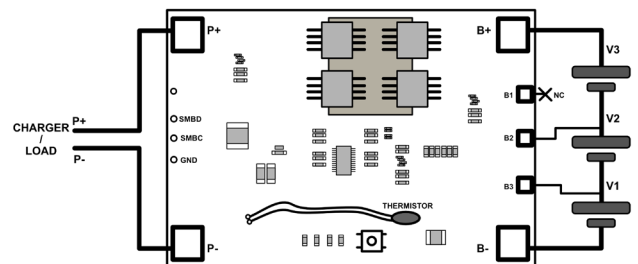 P+
B+
V3
B1
NC
P+
SMBD
V2
CHARGER
/
LOAD
SMBC
B2
P-
GND
B3
V1
THERMISTOR
P-
B-